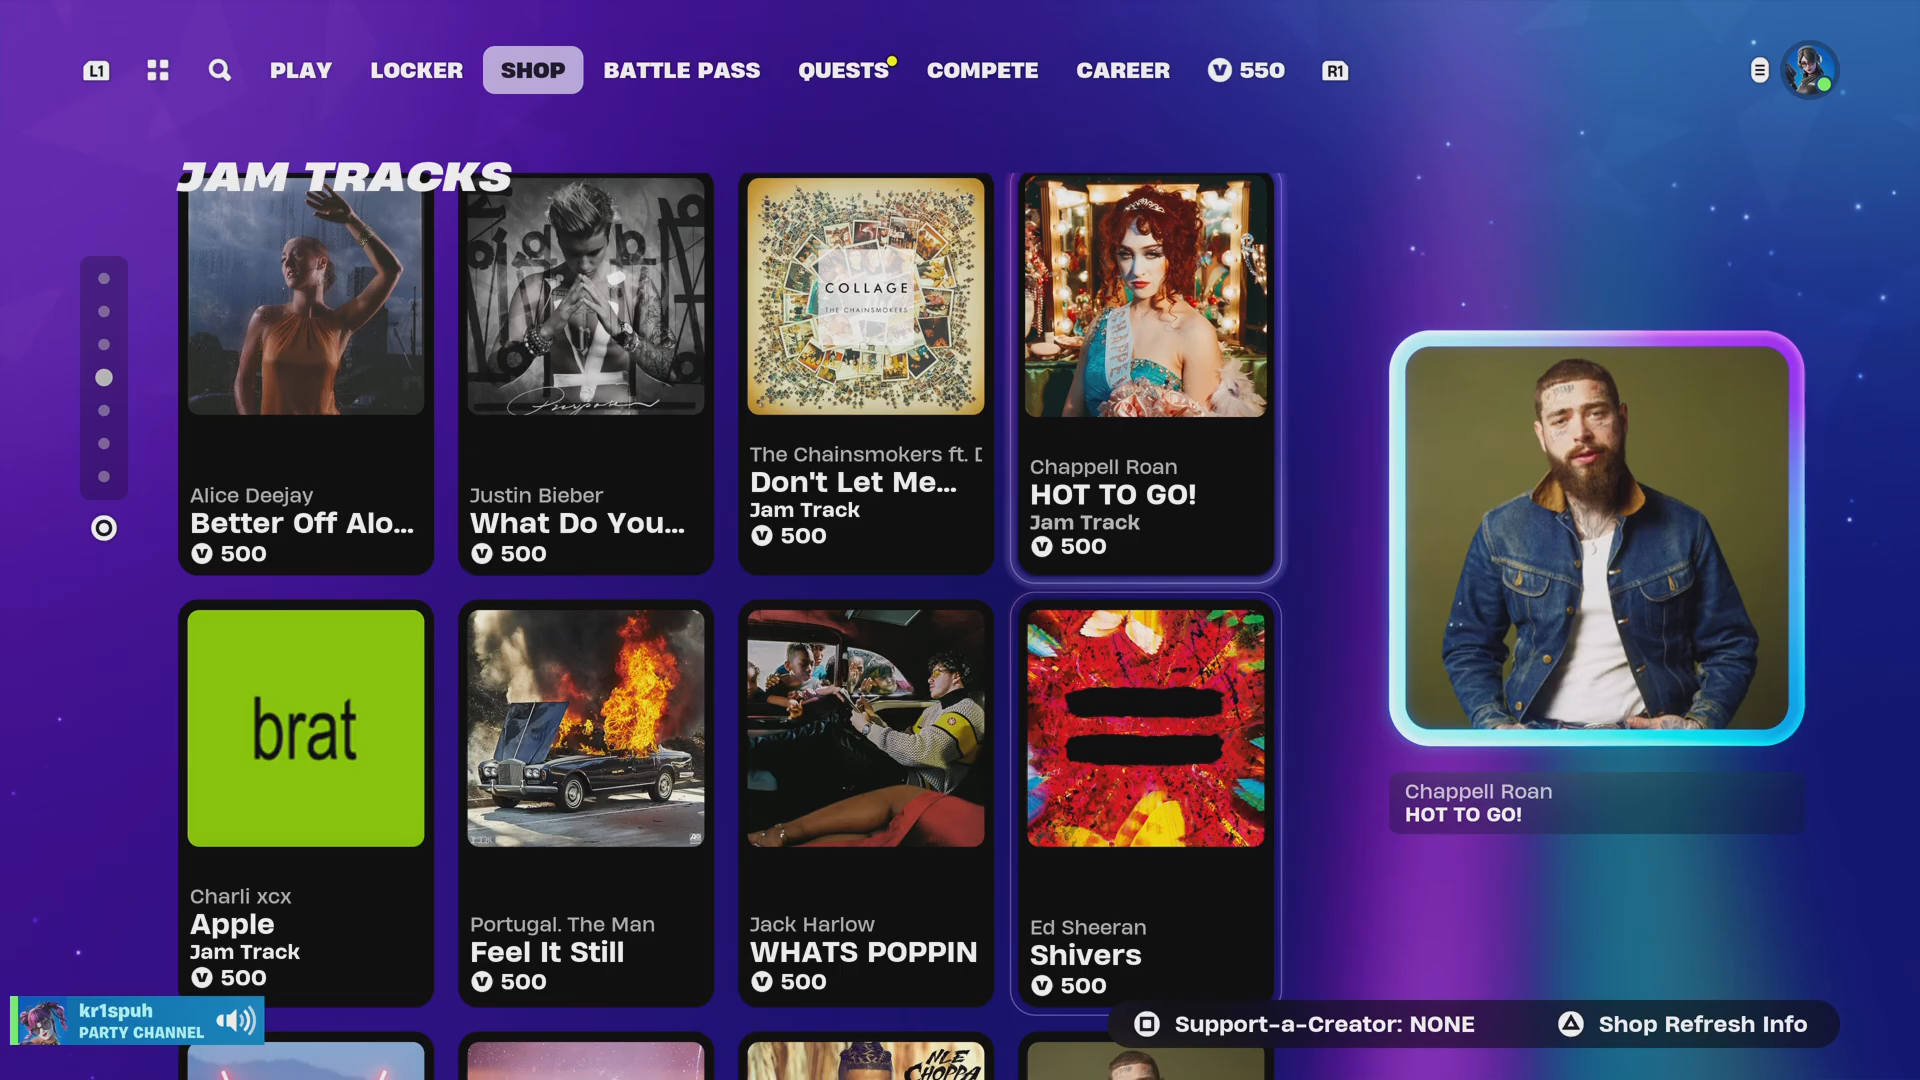 L1
PLAY
LOCKER
SHOP
BATTLE PASS
QUESTS
COMPETE
CAREER
550
R1
JAM TRACKS
Alice Deejay
Better Off Alo...
500
Purpose
Justin Bieber
What Do You...
500
COLLAGE
THE CHAINSMOKERS
The Chainsmokers ft. D
Don't Let Me...
Jam Track
500
Chappell Roan
HOT TO GO!
Jam Track
500
Chappell Roan
HOT TO GO!
brat
Charli xcx
Apple
Jam Track
500
Portugal. The Man
Feel It Still
500
Jack Harlow
WHATS POPPIN
500
Ed Sheeran
Shivers
500
kr1spuh
PARTY CHANNEL
NLE
CHOPPA
Support-a-Creator: NONE
Shop Refresh Info